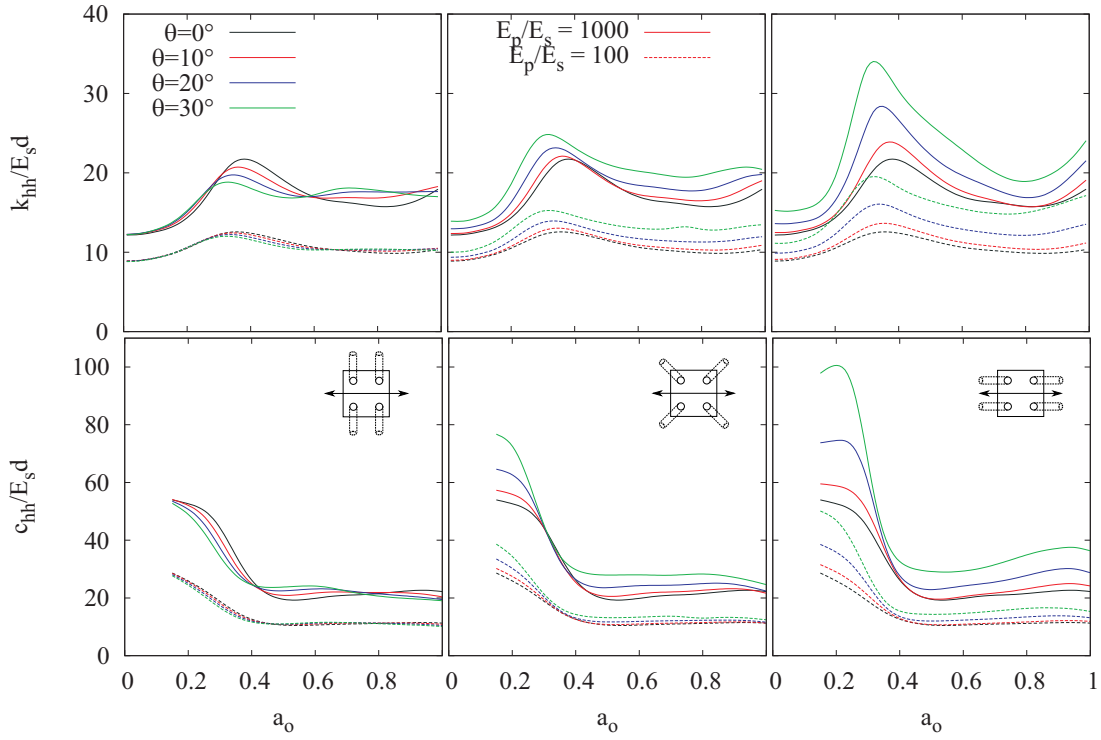 40
30
20
10
0
k_hh/E_s d
θ=0°
θ=10°
θ=20°
θ=30°
E_p/E_s = 1000
E_p/E_s = 100
100
80
60
40
20
0
c_hh/E_s d
0 0.2 0.4 0.6 0.8 0 0.2 0.4 0.6 0.8 0 0.2 0.4 0.6 0.8 1
a_o a_o a_o